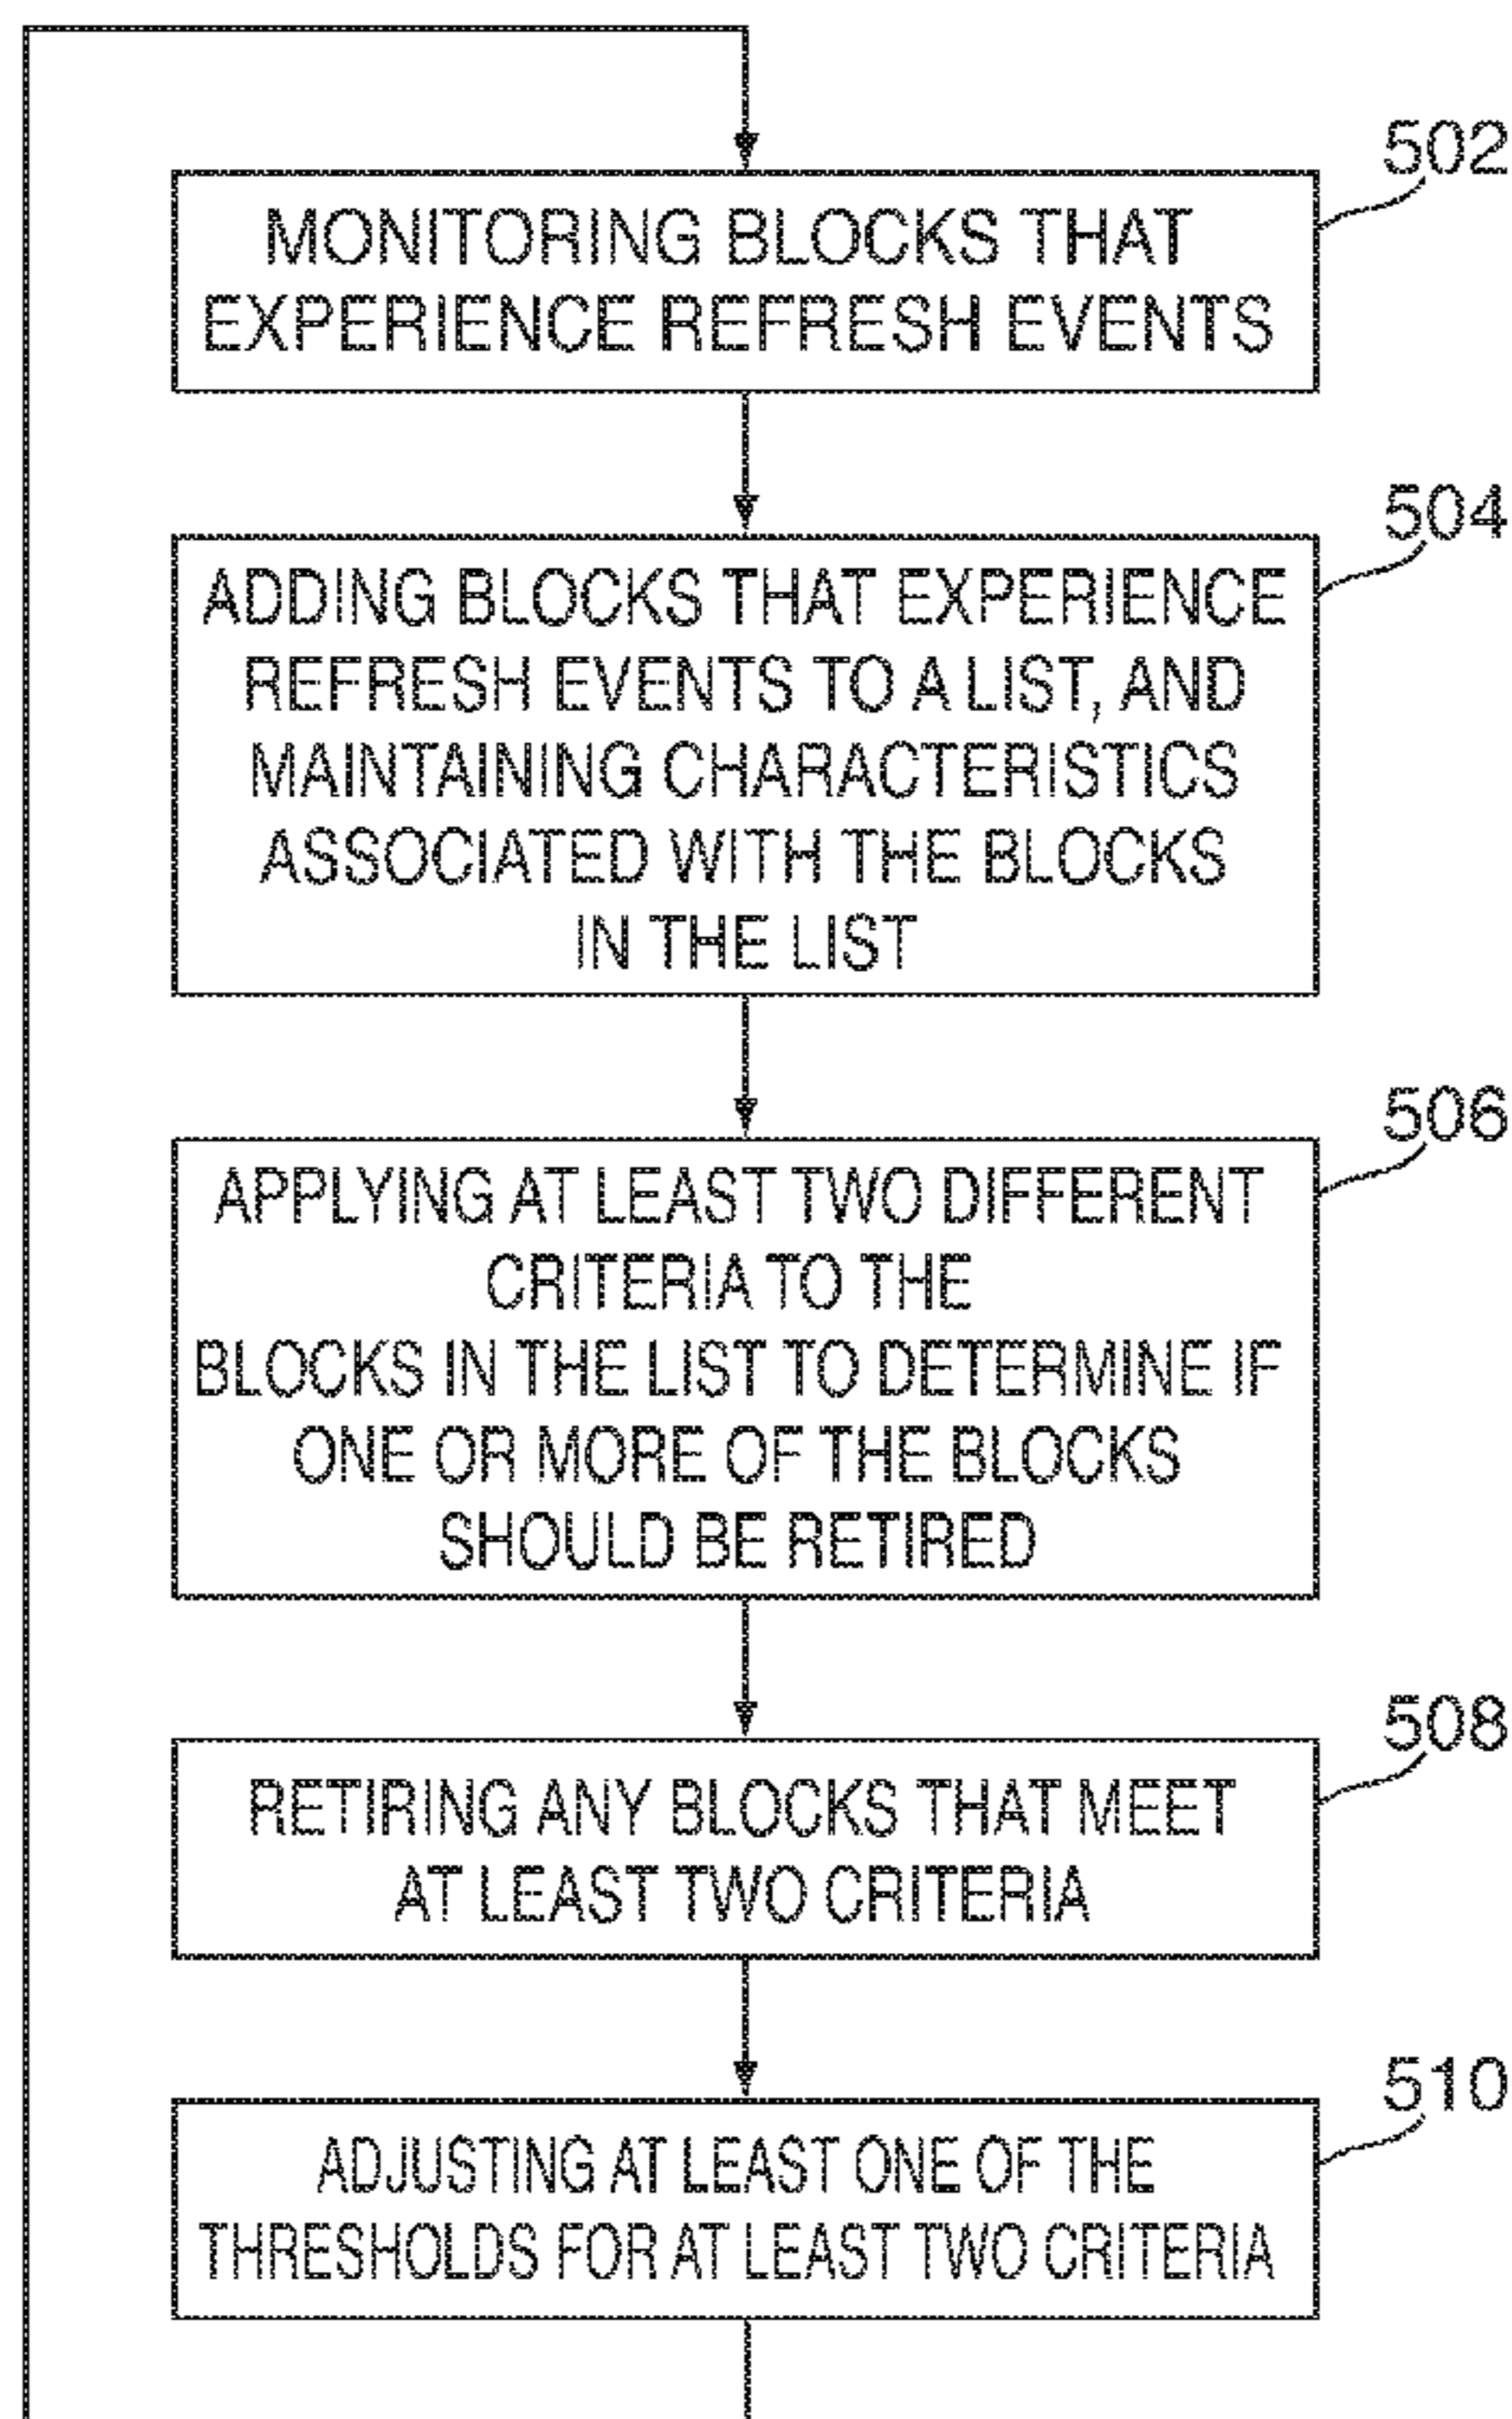 502
MONITORING BLOCKS THAT
EXPERIENCE REFRESH EVENTS
504
ADDING BLOCKS THAT EXPERIENCE
REFRESH EVENTS TO A LIST, AND
MAINTAINING CHARACTERISTICS
ASSOCIATED WITH THE BLOCKS
IN THE LIST
506
APPLYING AT LEAST TWO DIFFERENT
CRITERIA TO THE
BLOCKS IN THE LIST TO DETERMINE IF
ONE OR MORE OF THE BLOCKS
SHOULD BE RETIRED
508
RETIRING ANY BLOCKS THAT MEET
AT LEAST TWO CRITERIA
510
ADJUSTING AT LEAST ONE OF THE
THRESHOLDS FOR AT LEAST TWO CRITERIA